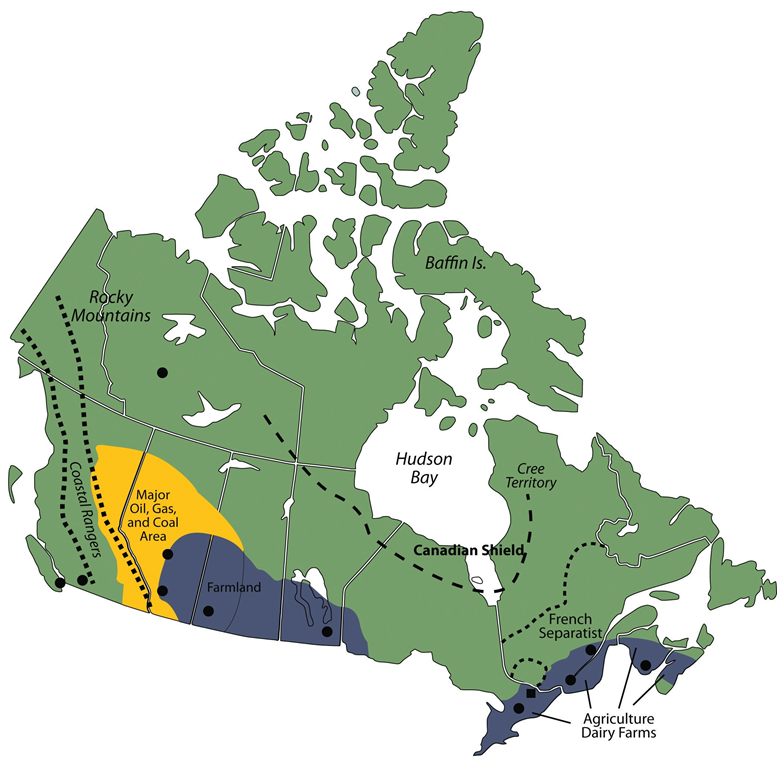 Baffin Is.
Rocky
Mountains
Hudson
Bay
Cree
Territory
Coastal Rangers
Major
Oil, Gas,
and Coal
Area
Canadian Shield
Farmland
French
Separatist
Agriculture
Dairy Farms